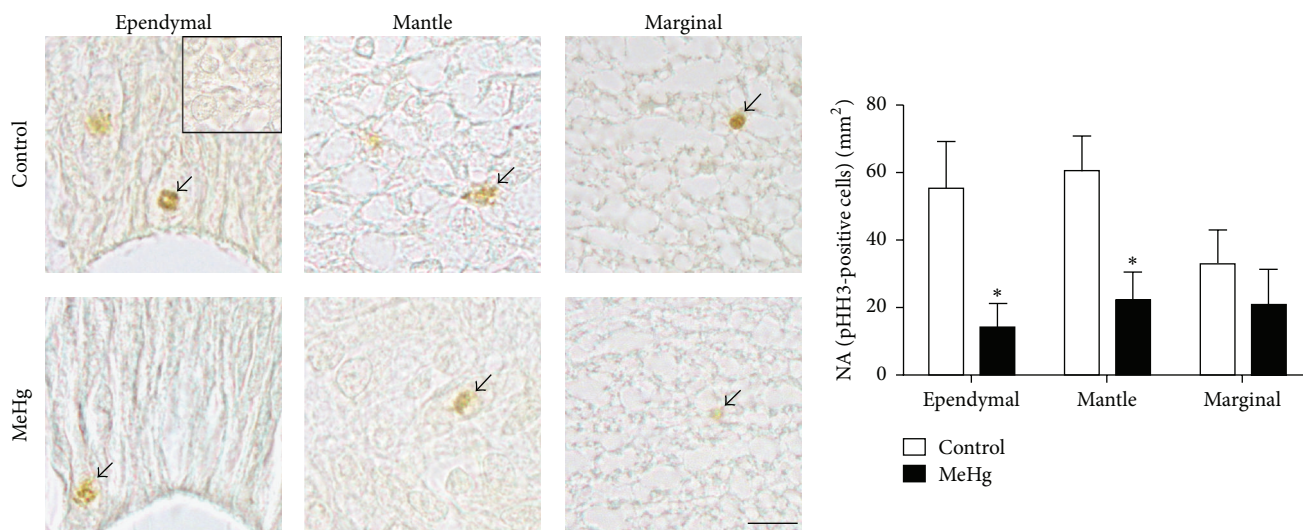 Ependymal
Mantle
Marginal
Control
MeHg
NA (pHH3-positive cells) (mm²)
80
60
40
20
0
*
*
Ependymal
Mantle
Marginal
Control
MeHg